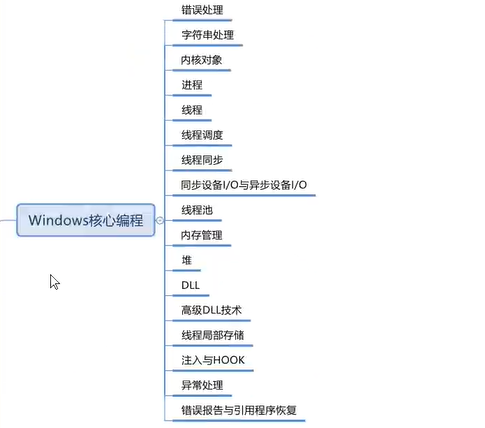 错误处理
字符串处理
内核对象
进程
线程
线程调度
线程同步
同步设备I/O与异步设备I/O
线程池
Windows核心编程
内存管理
堆
DLL
高级DLL技术
线程局部存储
注入与HOOK
异常处理
错误报告与引用程序恢复